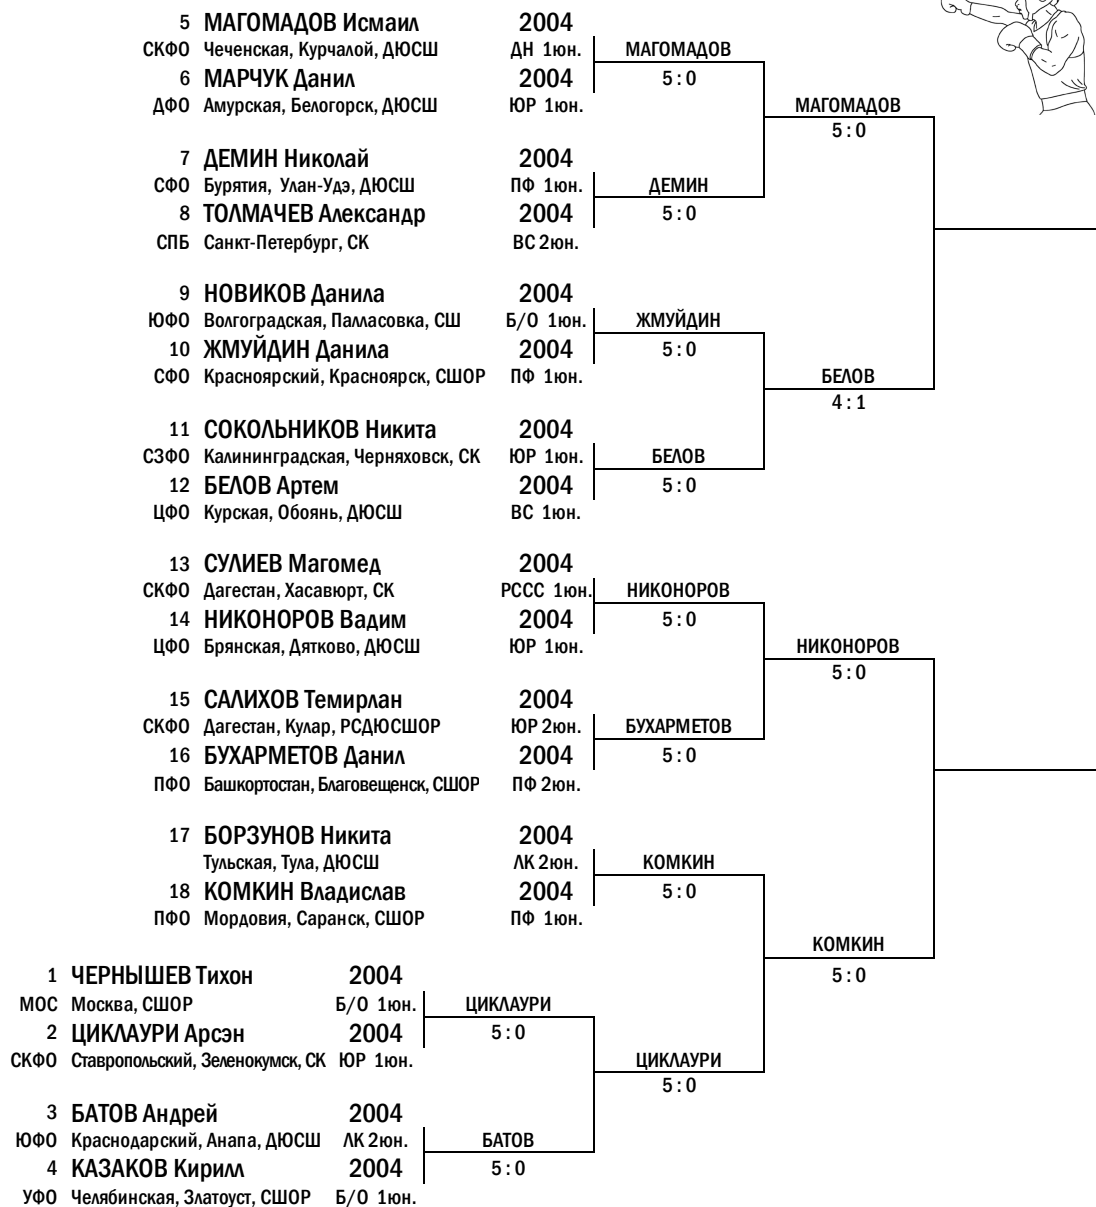 5 МАГОМАДОВ Исмаил 2004
СКФО Чеченская, Курчалой, ДЮСШ ДН 1юн. МАГОМАДОВ
6 МАРЧУК Данил 2004 5 : 0
ДФО Амурская, Белогорск, ДЮСШ ЮР 1юн. МАГОМАДОВ
5 : 0
7 ДЕМИН Николай 2004
СФО Бурятия, Улан-Удэ, ДЮСШ ПФ 1юн. ДЕМИН
8 ТОЛМАЧЕВ Александр 2004 5 : 0
СПБ Санкт-Петербург, СК ВС 2юн.
9 НОВИКОВ Данила 2004
ЮФО Волгоградская, Палласовка, СШ Б/О 1юн. ЖМУЙДИН
10 ЖМУЙДИН Данила 2004 5 : 0
СФО Красноярский, Красноярск, СШОР ПФ 1юн. БЕЛОВ
4 : 1
11 СОКОЛЬНИКОВ Никита 2004
СЗФО Калининградская, Черняховск, СК ЮР 1юн. БЕЛОВ
12 БЕЛОВ Артем 2004 5 : 0
ЦФО Курская, Обоянь, ДЮСШ ВС 1юн.
13 СУЛИЕВ Магомед 2004
СКФО Дагестан, Хасавюрт, СК РССС 1юн. НИКОНОРОВ
14 НИКОНОРОВ Вадим 2004 5 : 0
ЦФО Брянская, Дятково, ДЮСШ ЮР 1юн. НИКОНОРОВ
5 : 0
15 САЛИХОВ Темирлан 2004
СКФО Дагестан, Кулар, РСДЮСШОР ЮР 2юн. БУХАРМЕТОВ
16 БУХАРМЕТОВ Данил 2004 5 : 0
ПФО Башкортостан, Благовещенск, СШОР ПФ 2юн.
17 БОРЗУНОВ Никита 2004
Тульская, Тула, ДЮСШ ЛК 2юн. КОМКИН
18 КОМКИН Владислав 2004 5 : 0
ПФО Мордовия, Саранск, СШОР ПФ 1юн.
КОМКИН
1 ЧЕРНЫШЕВ Тихон 2004 5 : 0
МОС Москва, СШОР Б/О 1юн. ЦИКЛАУРИ
2 ЦИКЛАУРИ Арсэн 2004 5 : 0
СКФО Ставропольский, Зеленокумск, СК ЮР 1юн. ЦИКЛАУРИ
5 : 0
3 БАТОВ Андрей 2004
ЮФО Краснодарский, Анапа, ДЮСШ ЛК 2юн. БАТОВ
4 КАЗАКОВ Кирилл 2004 5 : 0
УФО Челябинская, Златоуст, СШОР Б/О 1юн.